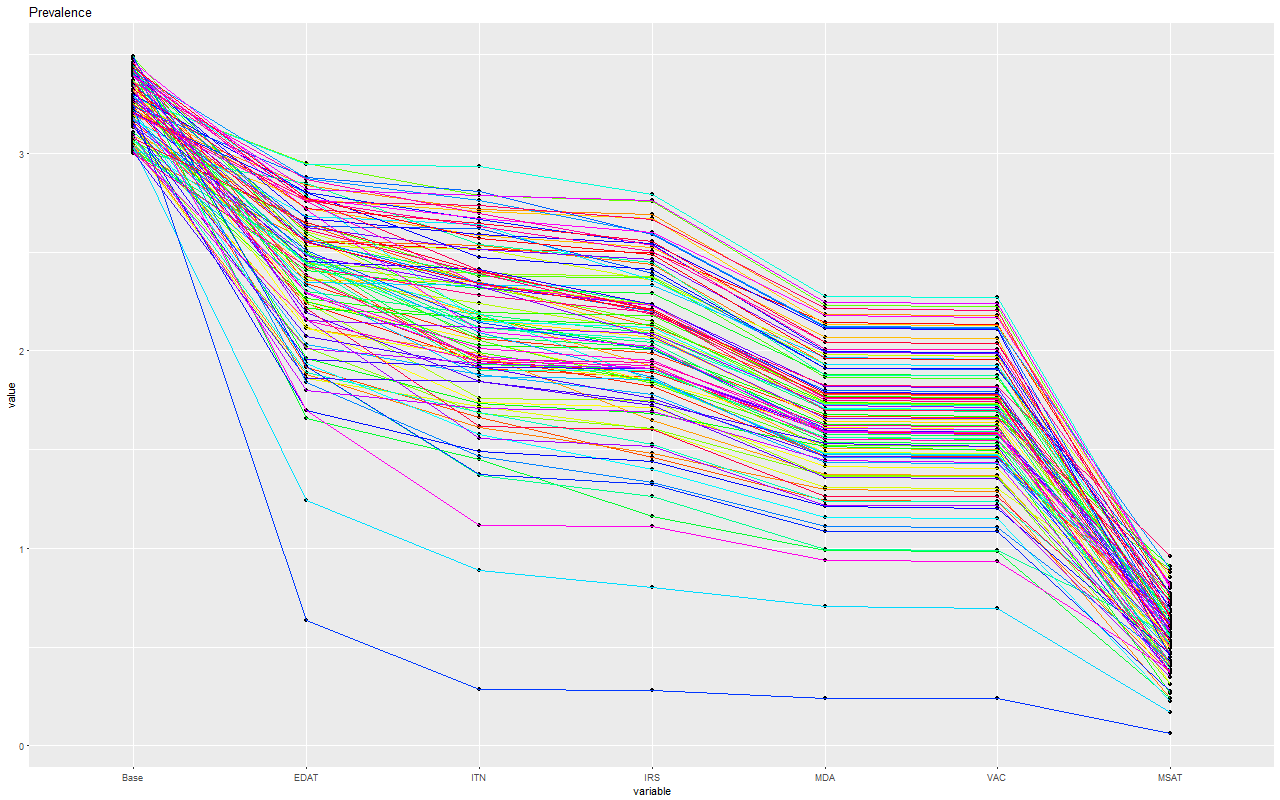 Prevalence
value
3
2
1
0
Base EDAT ITN IRS MDA VAC MSAT
variable